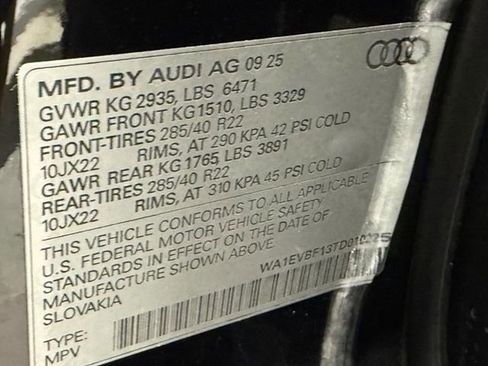 MFD. BY AUDI AG 09 25
GVWR KG 2935, LBS 6471
GAWR FRONT KG1510, LBS 3329
FRONT-TIRES 285/40 R22
10JX22 RIMS, AT 290 KPA 42 PSI COLD
GAWR REAR KG 1765, LBS 3891
REAR-TIRES 285/40 R22
10JX22 RIMS, AT 310 KPA 45 PSI COLD
THIS VEHICLE CONFORMS TO ALL APPLICABLE
U.S. FEDERAL MOTOR VEHICLE SAFETY
STANDARDS IN EFFECT ON THE DATE OF
MANUFACTURE SHOWN ABOVE.
SLOVAKIA
TYPE:
MPV